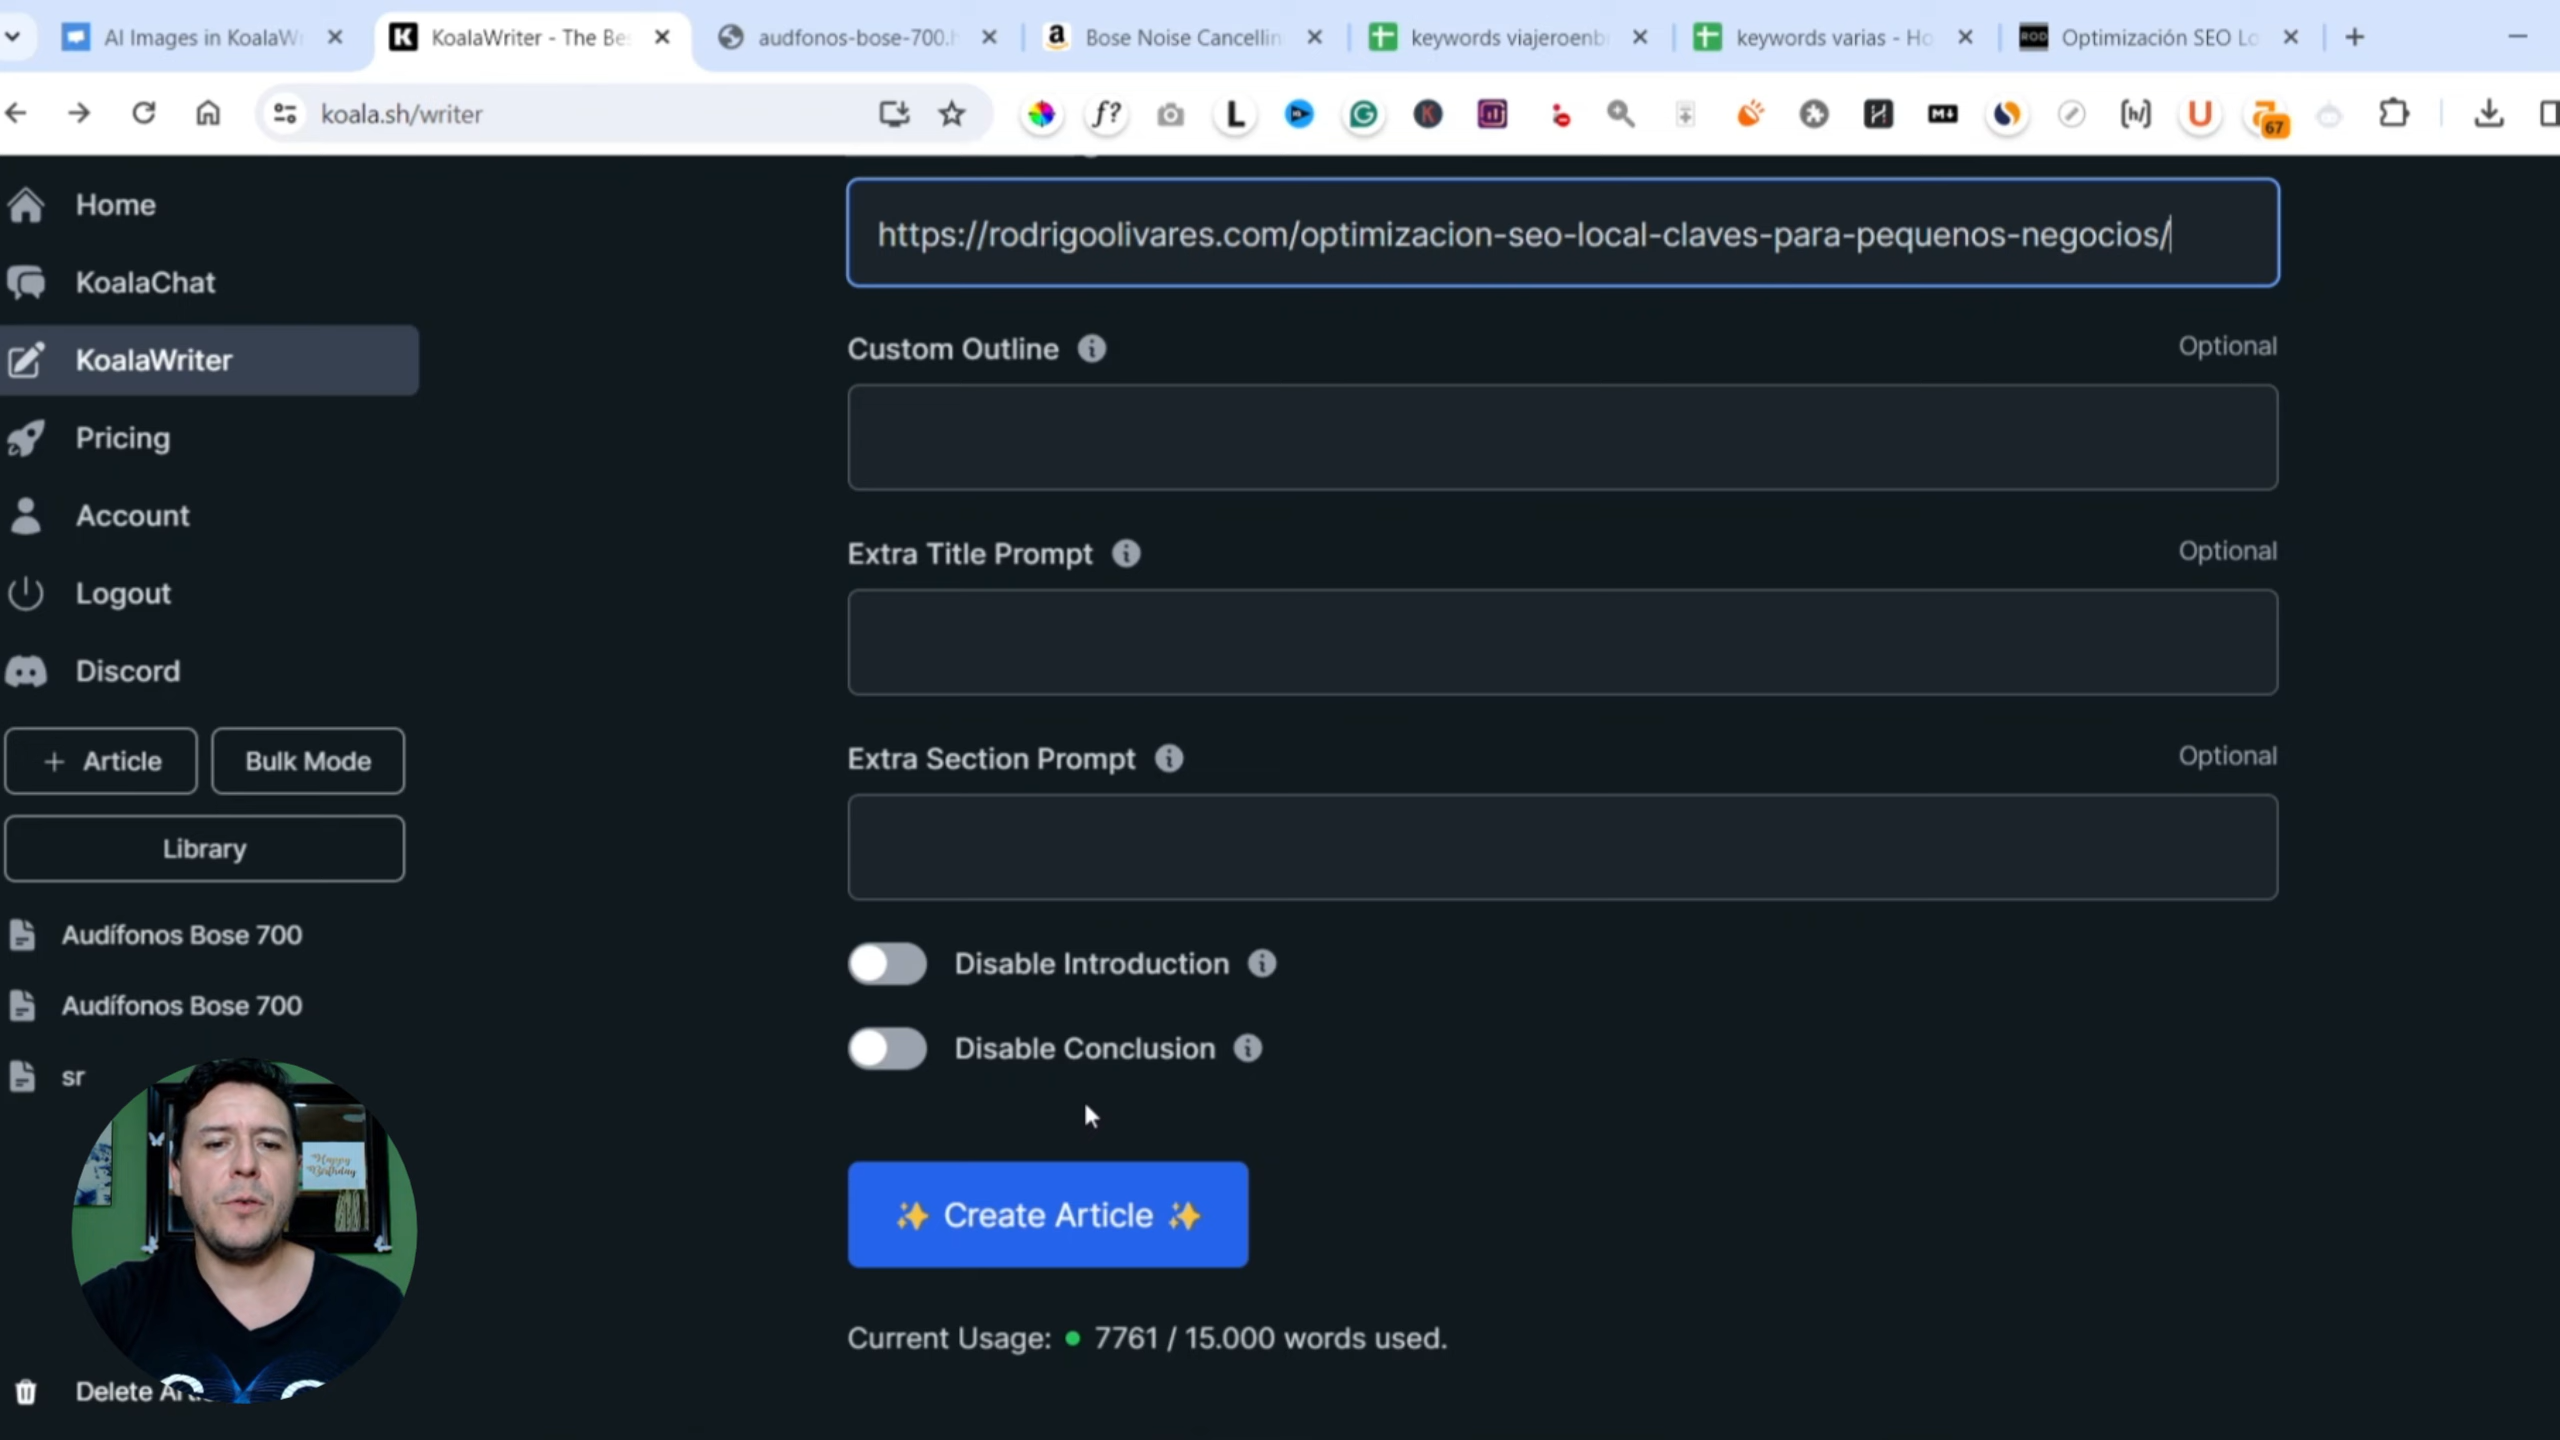 AI Images in KoalaW
KoalaWriter - The Be
audfonos-bose-700.h
Bose Noise Cancellin
keywords viajeroenb
keywords varias - Ho
Optimización SEO Lo
koala.sh/writer
67
https://rodrigoolivares.com/optimizacion-seo-local-claves-para-pequenos-negocios/
Home
KoalaChat
KoalaWriter
Pricing
Account
Logout
Discord
+ Article
Bulk Mode
Library
Audífonos Bose 700
Audífonos Bose 700
sr
Delete Ar
Custom Outline
Optional
Extra Title Prompt
Optional
Extra Section Prompt
Optional
Disable Introduction
Disable Conclusion
✨ Create Article ✨
Current Usage: 7761 / 15.000 words used.
Happy
Birthday